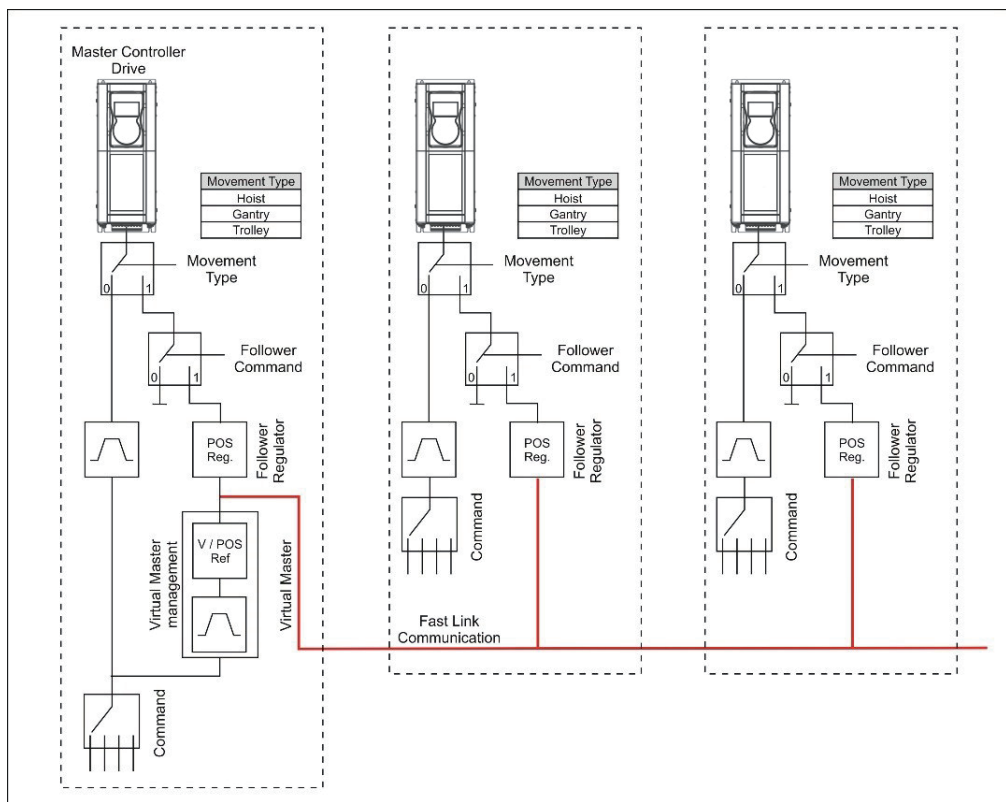 Master Controller
Drive
Movement Type
Hoist
Gantry
Trolley
Movement
Type
0 1
Follower
Command
0 1
POS
Reg.
Follower
Regulator
V / POS
Ref
Virtual Master
management
Virtual Master
Command
Movement Type
Hoist
Gantry
Trolley
Movement
Type
0 1
Follower
Command
0 1
POS
Reg.
Follower
Regulator
Command
Fast Link
Communication
Movement Type
Hoist
Gantry
Trolley
Movement
Type
0 1
Follower
Command
0 1
POS
Reg.
Follower
Regulator
Command